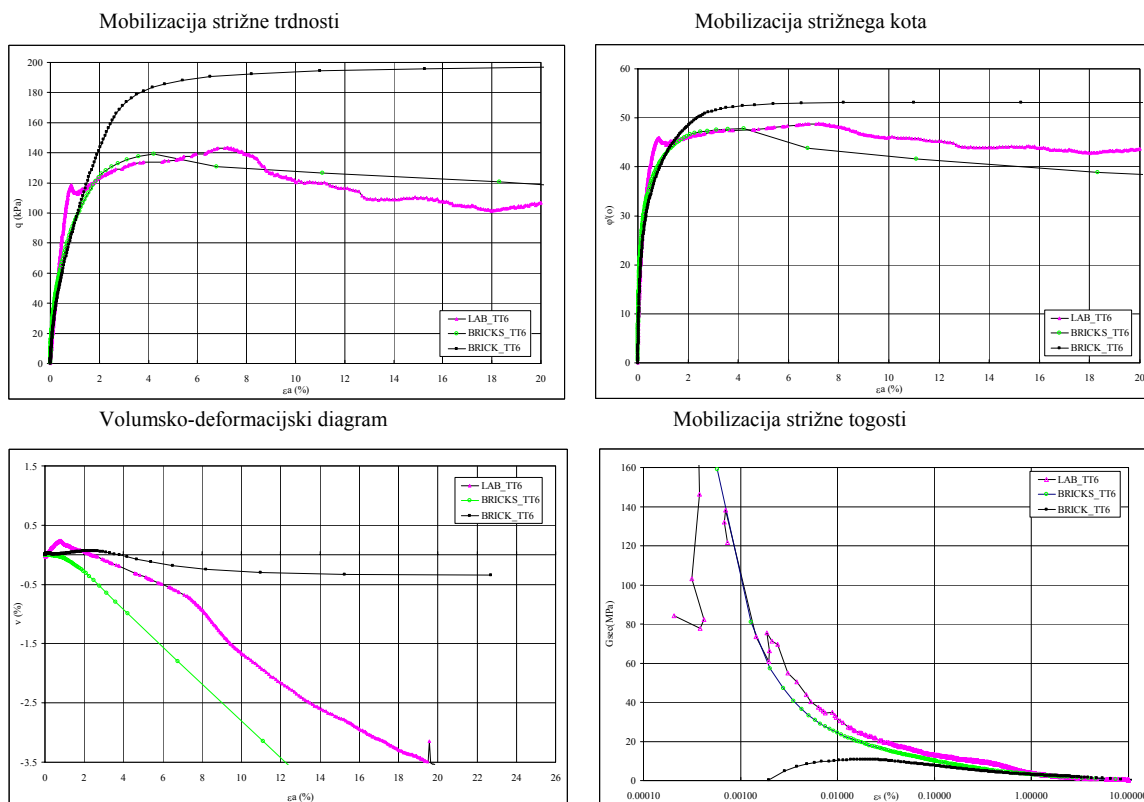 Mobilizacija strižne trdnosti
Mobilizacija strižnega kota
200
180
160
140
120
100
80
60
40
20
0
q (kPa)
0 2 4 6 8 10 12 14 16 18 20
εa (%)
LAB_TT6
BRICKS_TT6
BRICK_TT6
60
50
40
30
20
10
0
φ'(o)
0 2 4 6 8 10 12 14 16 18 20
εa (%)
LAB_TT6
BRICKS_TT6
BRICK_TT6
Volumsko-deformacijski diagram
Mobilizacija strižne togosti
1.5
0.5
-0.5
-1.5
-2.5
-3.5
v (%)
0 2 4 6 8 10 12 14 16 18 20 22 24 26
εa (%)
LAB_TT6
BRICKS_TT6
BRICK_TT6
160
140
120
100
80
60
40
20
0
Gsec(MPa)
0.00010 0.00100 0.01000 0.10000 1.00000 10.00000
εs (%)
LAB_TT6
BRICKS_TT6
BRICK_TT6